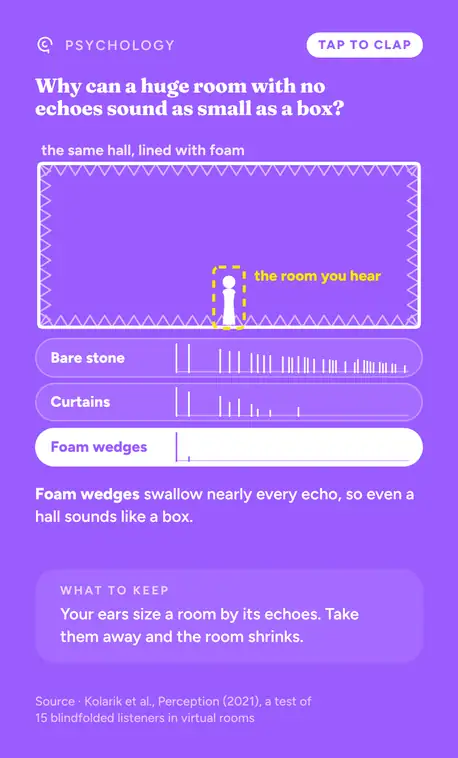 PSYCHOLOGY
TAP TO CLAP
Why can a huge room with no
echoes sound as small as a box?
the same hall, lined with foam
the room you hear
Bare stone
Curtains
Foam wedges
Foam wedges swallow nearly every echo, so even a
hall sounds like a box.
WHAT TO KEEP
Your ears size a room by its echoes. Take
them away and the room shrinks.
Source · Kolarik et al., Perception (2021), a test of
15 blindfolded listeners in virtual rooms